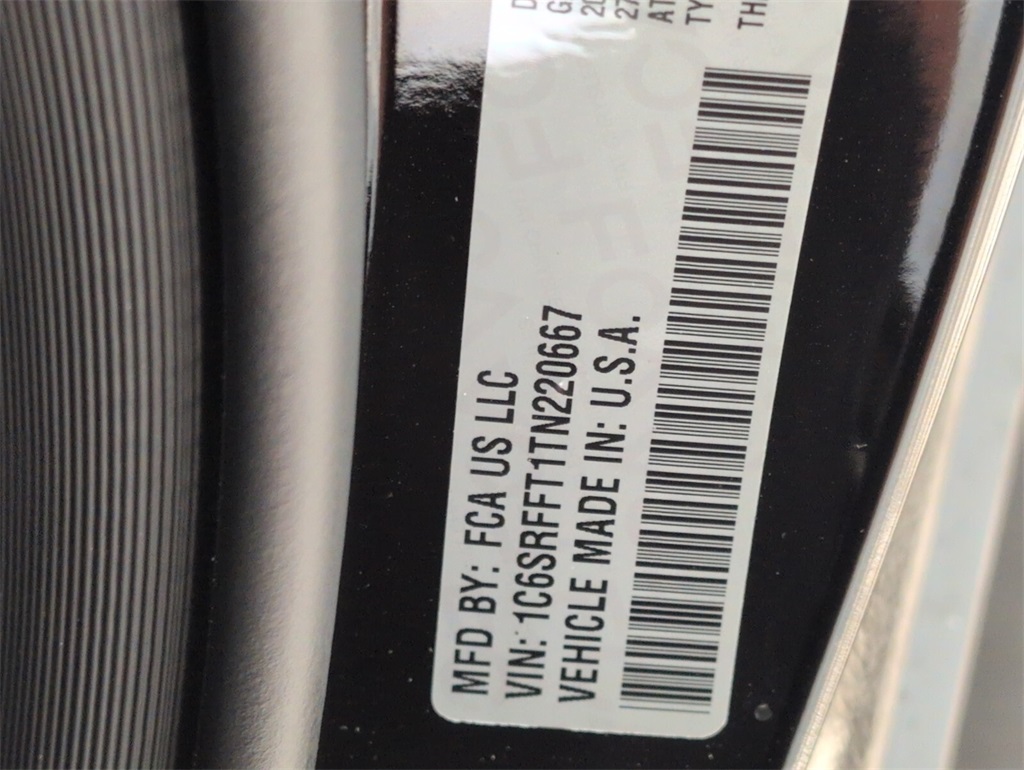 MFD BY: FCA US LLC
VIN: 1C6SRFFT1TN220667
VEHICLE MADE IN: U.S.A.